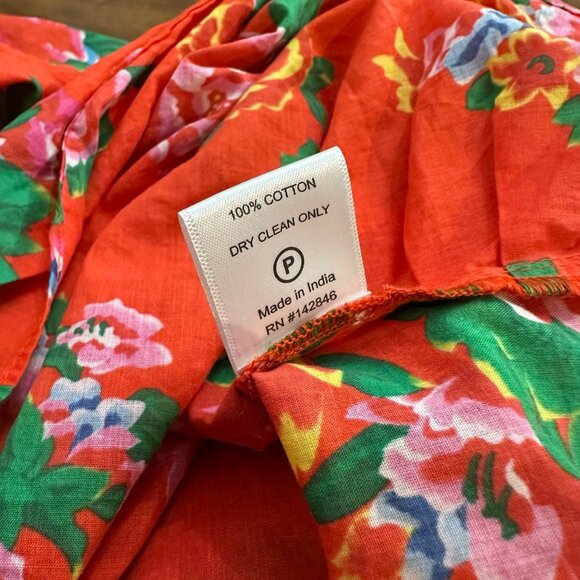 100% COTTON
DRY CLEAN ONLY
P
Made in India
RN #142846